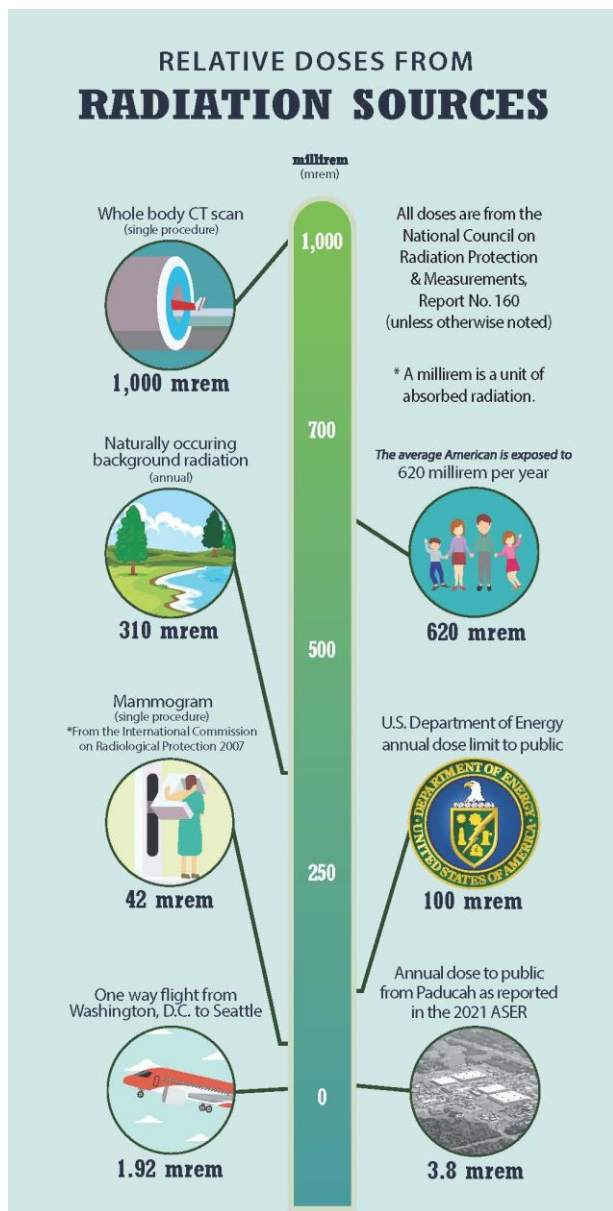 RELATIVE DOSES FROM
RADIATION SOURCES
millirem
(mrem)
Whole body CT scan
(single procedure)
1,000 mrem
1,000
All doses are from the
National Council on
Radiation Protection
& Measurements,
Report No. 160
(unless otherwise noted)
* A millirem is a unit of
absorbed radiation.
700
Naturally occuring
background radiation
(annual)
310 mrem
The average American is exposed to
620 millirem per year
620 mrem
500
Mammogram
(single procedure)
*From the International Commission
on Radiological Protection 2007
42 mrem
U.S. Department of Energy
annual dose limit to public
DEPARTMENT OF ENERGY
UNITED STATES OF AMERICA
100 mrem
250
One way flight from
Washington, D.C. to Seattle
1.92 mrem
Annual dose to public
from Paducah as reported
in the 2021 ASER
3.8 mrem
0